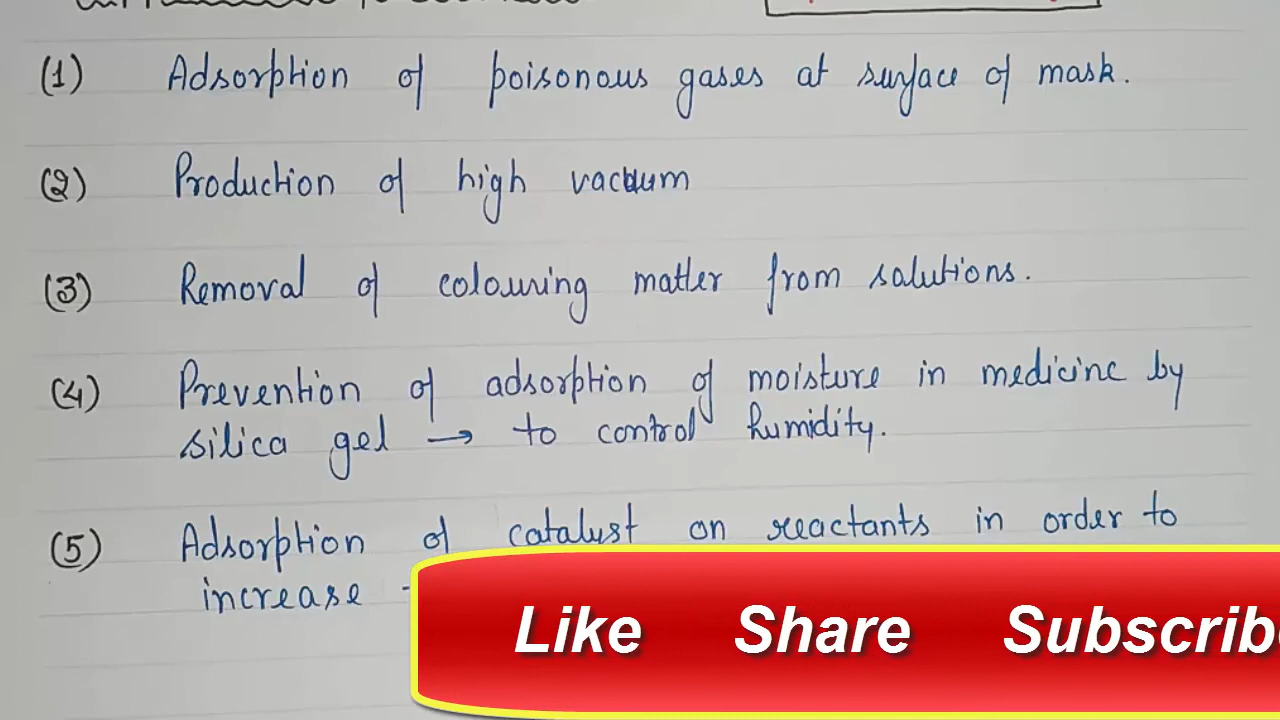 (1) Adsorption of poisonous gases at surface of mask.
(2) Production of high vacuum
(3) Removal of colouring matter from solutions.
(4) Prevention of adsorption of moisture in medicine by
silica gel → to control humidity.
(5) Adsorption of catalyst on reactants in order to
increase
Like Share Subscribe